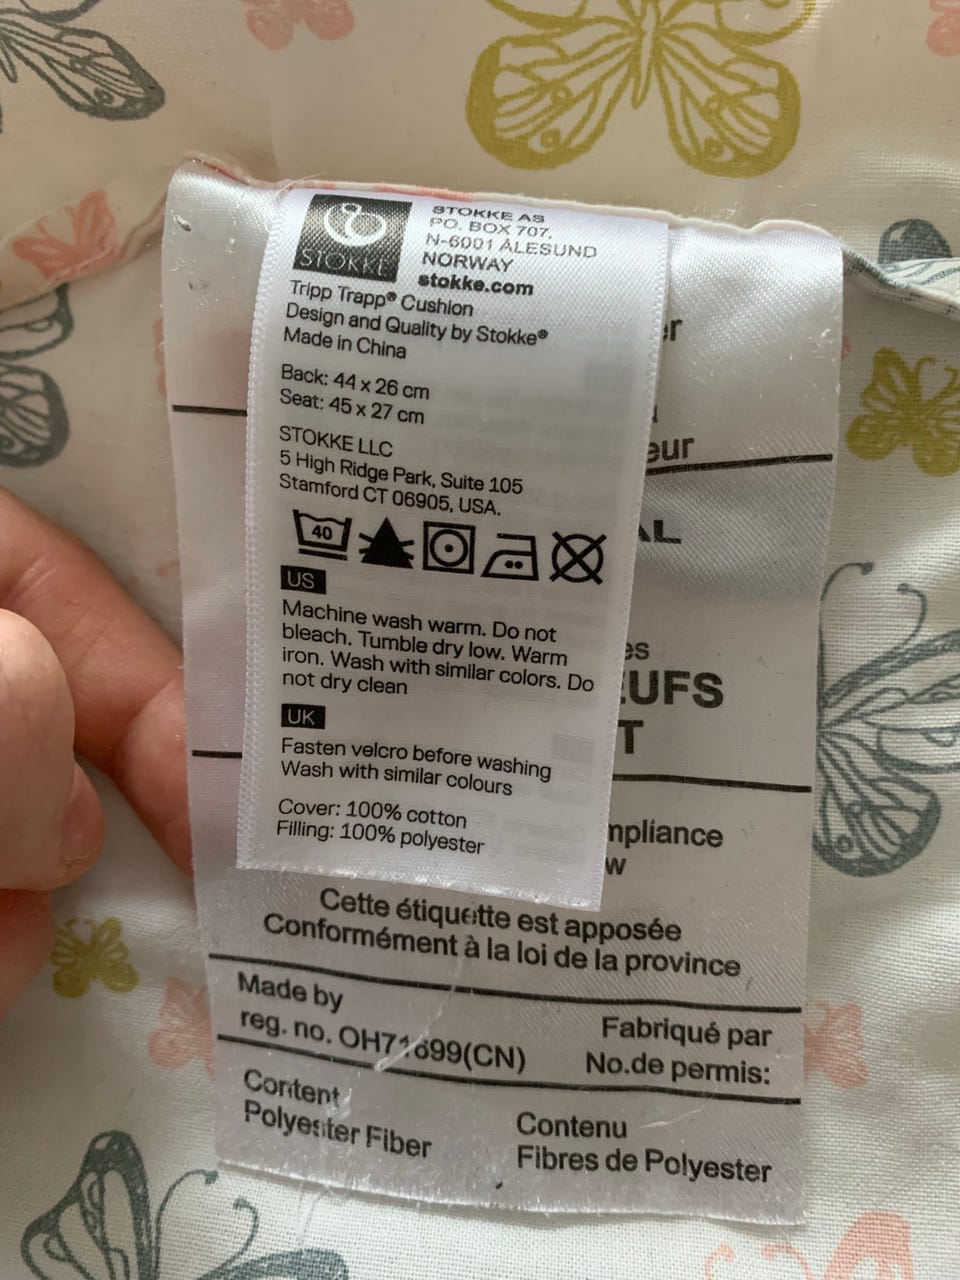 STOKKE
STOKKE AS
PO. BOX 707,
N-6001 ÅLESUND
NORWAY
stokke.com
Tripp Trapp® Cushion
Design and Quality by Stokke®
Made in China
Back: 44 x 26 cm
Seat: 45 x 27 cm
STOKKE LLC
5 High Ridge Park, Suite 105
Stamford CT 06905, USA.
40
US
Machine wash warm. Do not
bleach. Tumble dry low. Warm
iron. Wash with similar colors. Do
not dry clean
UK
Fasten velcro before washing
Wash with similar colours
Cover: 100% cotton
Filling: 100% polyester
er
eur
AL
es
EUFS
T
mpliance
w
Cette étiquette est apposée
Conformément à la loi de la province
Made by
reg. no. OH71699(CN)
Fabriqué par
No.de permis:
Content
Polyester Fiber
Contenu
Fibres de Polyester